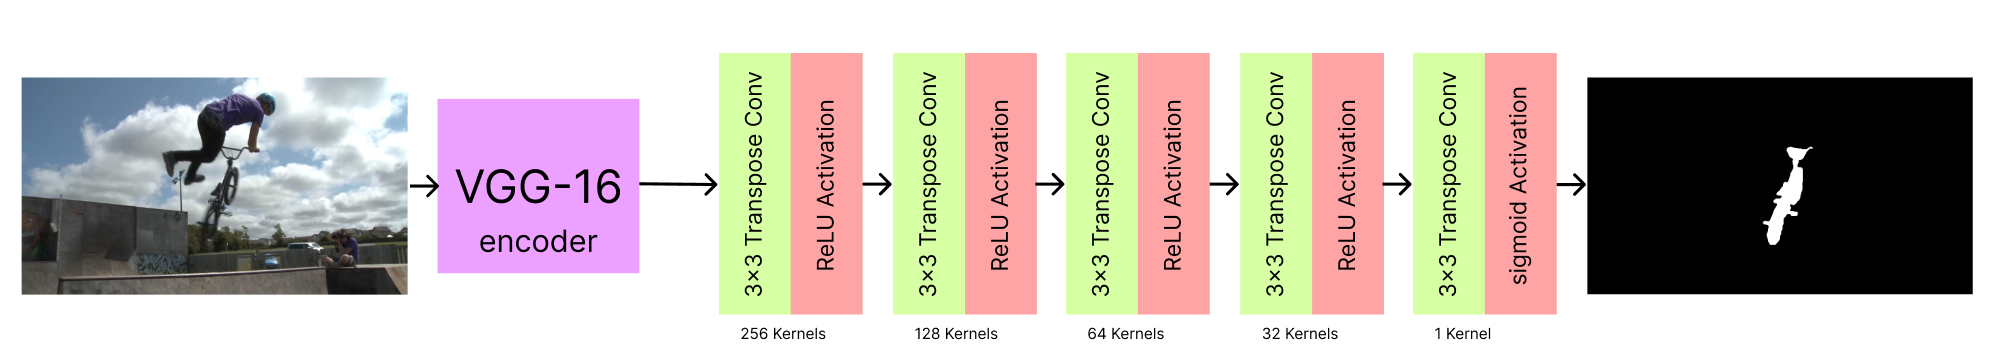 VGG-16
encoder
3×3 Transpose Conv
ReLU Activation
256 Kernels
3×3 Transpose Conv
ReLU Activation
128 Kernels
3×3 Transpose Conv
ReLU Activation
64 Kernels
3×3 Transpose Conv
ReLU Activation
32 Kernels
3×3 Transpose Conv
sigmoid Activation
1 Kernel